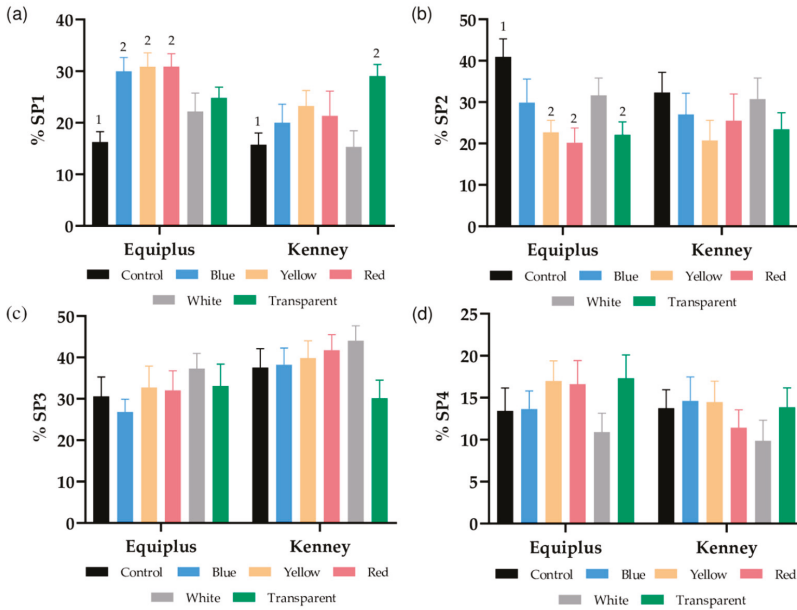 (a)
40
30
20
10
0
% SP1
1 2 2 2 1 2
Equiplus Kenney
Control Blue Yellow Red
White Transparent
(b)
50
40
30
20
10
0
% SP2
1 2 2 2
Equiplus Kenney
Control Blue Yellow Red
White Transparent
(c)
50
40
30
20
10
0
% SP3
Equiplus Kenney
Control Blue Yellow Red
White Transparent
(d)
25
20
15
10
5
0
% SP4
Equiplus Kenney
Control Blue Yellow Red
White Transparent